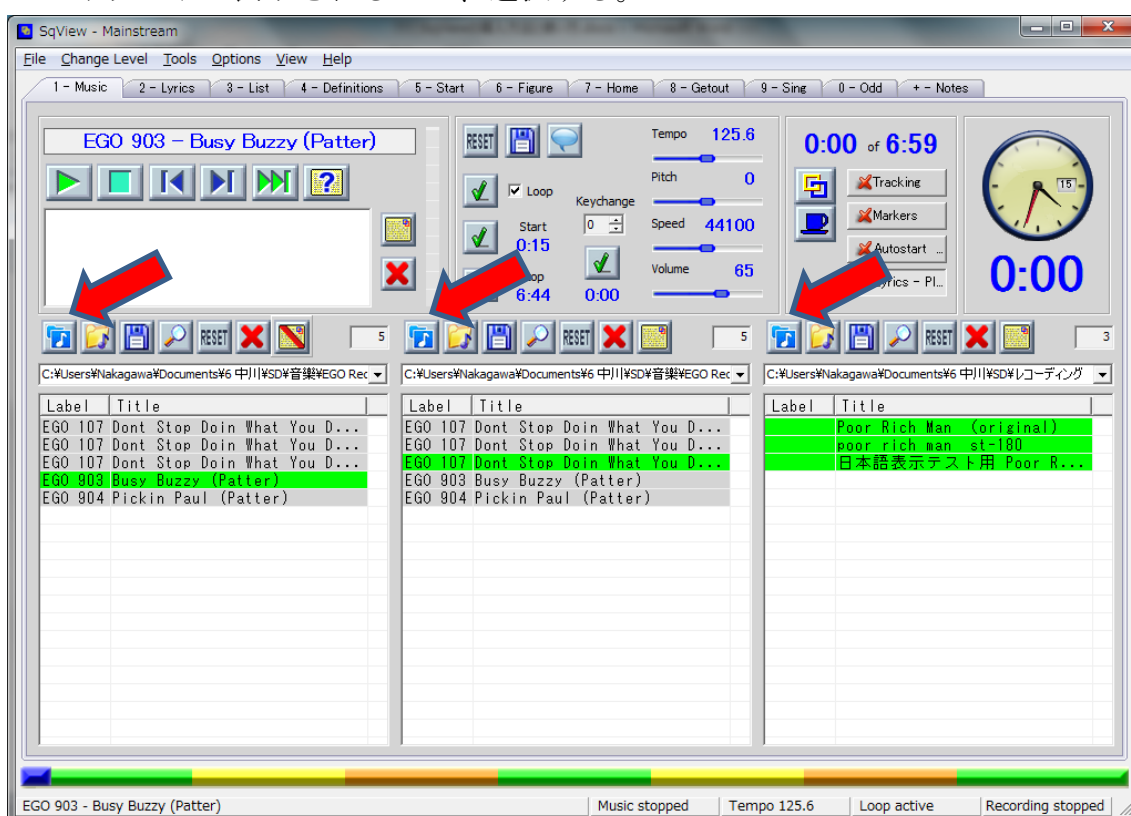 SqView - Mainstream
File Change Level Tools Options View Help
1 - Music 2 - Lyrics 3 - List 4 - Definitions 5 - Start 6 - Figure 7 - Home 8 - Getout 9 - Sing 0 - Odd + - Notes
EGO 903 - Busy Buzzy (Patter)
RESET
Tempo 125.6
Pitch 0
Speed 44100
Volume 65
Loop
Keychange
0
Start
0:15
6:44
0:00
0:00 of 6:59
Tracking
Markers
Autostart ...
15
0:00
RESET 5
RESET 5
RESET 3
C:¥Users¥Nakagawa¥Documents¥6 中川¥SD¥音樂¥EGO Rec
C:¥Users¥Nakagawa¥Documents¥6 中川¥SD¥音樂¥EGO Rec
C:¥Users¥Nakagawa¥Documents¥6 中川¥SD¥レコーディング
Label Title
EGO 107 Dont Stop Doin What You D...
EGO 107 Dont Stop Doin What You D...
EGO 107 Dont Stop Doin What You D...
EGO 903 Busy Buzzy (Patter)
EGO 904 Pickin Paul (Patter)
Label Title
EGO 107 Dont Stop Doin What You D...
EGO 107 Dont Stop Doin What You D...
EGO 107 Dont Stop Doin What You D...
EGO 903 Busy Buzzy (Patter)
EGO 904 Pickin Paul (Patter)
Label Title
Poor Rich Man (original)
poor rich man st-180
日本語表示テスト用 Poor R...
EGO 903 - Busy Buzzy (Patter) Music stopped Tempo 125.6 Loop active Recording stopped